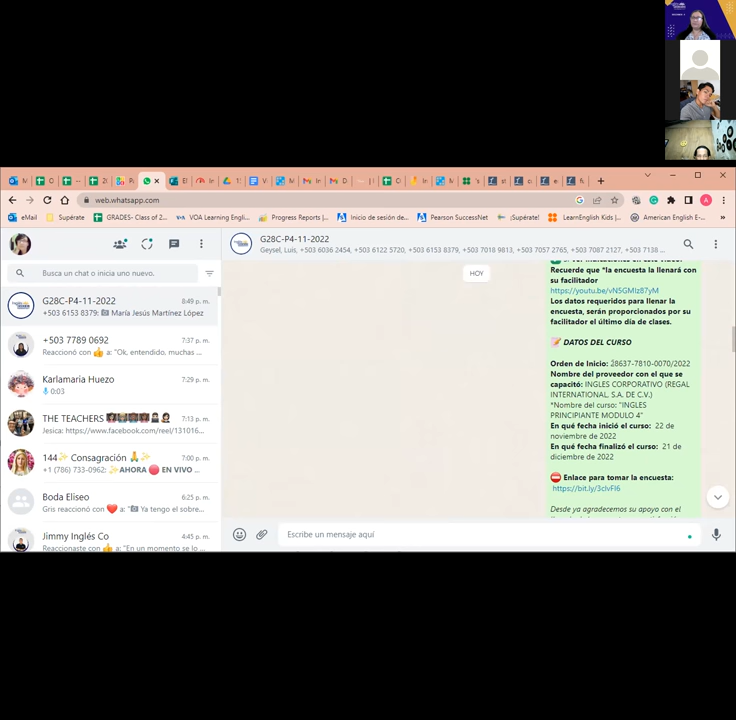 web.whatsapp.com
eMail
Supérate
GRADES- Class of 2...
VOA Learning Engli...
Progress Reports |...
Inicio de sesión de...
Pearson SuccessNet
¡Supérate!
LearnEnglish Kids |...
American English E-...
G28C-P4-11-2022
Geysel, Luis, +503 6036 2454, +503 6122 5720, +503 6153 8379, +503 7018 9813, +503 7057 2765, +503 7087 2127, +503 7138 ...
Busca un chat o inicia uno nuevo.
G28C-P4-11-2022
8:49 p. m.
+503 6153 8379: María Jesús Martínez López
+503 7789 0692
7:37 p. m.
Reaccionó con 👍 a: "Ok, entendido, muchas ...
Karlamaria Huezo
7:29 p. m.
0:03
THE TEACHERS
7:13 p. m.
Jesica: https://www.facebook.com/reel/131016...
144✨ Consagración 🙏✨
7:00 p. m.
+1 (786) 733-0962: ✨AHORA 🔴 EN VIVO ...
Boda Eliseo
6:25 p. m.
Gris reaccionó con ❤️ a: "Ya tengo el sobre...
Jimmy Inglés Co
4:45 p. m.
Reaccionaste con 👍 a: "En un momento se lo ...
HOY
Recuerde que *la encuesta la llenará con
su facilitador
https://youtu.be/vN5GMIz87yM
Los datos requeridos para llenar la
encuesta, serán proporcionados por su
facilitador el último día de clases.
📝 DATOS DEL CURSO
Orden de Inicio: 28637-7810-0070/2022
Nombre del proveedor con el que se
capacitó: INGLES CORPORATIVO (REGAL
INTERNATIONAL, S.A. DE C.V.)
*Nombre del curso: "INGLES
PRINCIPIANTE MODULO 4"
En qué fecha inició el curso: 22 de
noviembre de 2022
En qué fecha finalizó el curso: 21 de
diciembre de 2022
⛔ Enlace para tomar la encuesta:
https://bit.ly/3clvFI6
Desde ya agradecemos su apoyo con el
Escribe un mensaje aquí